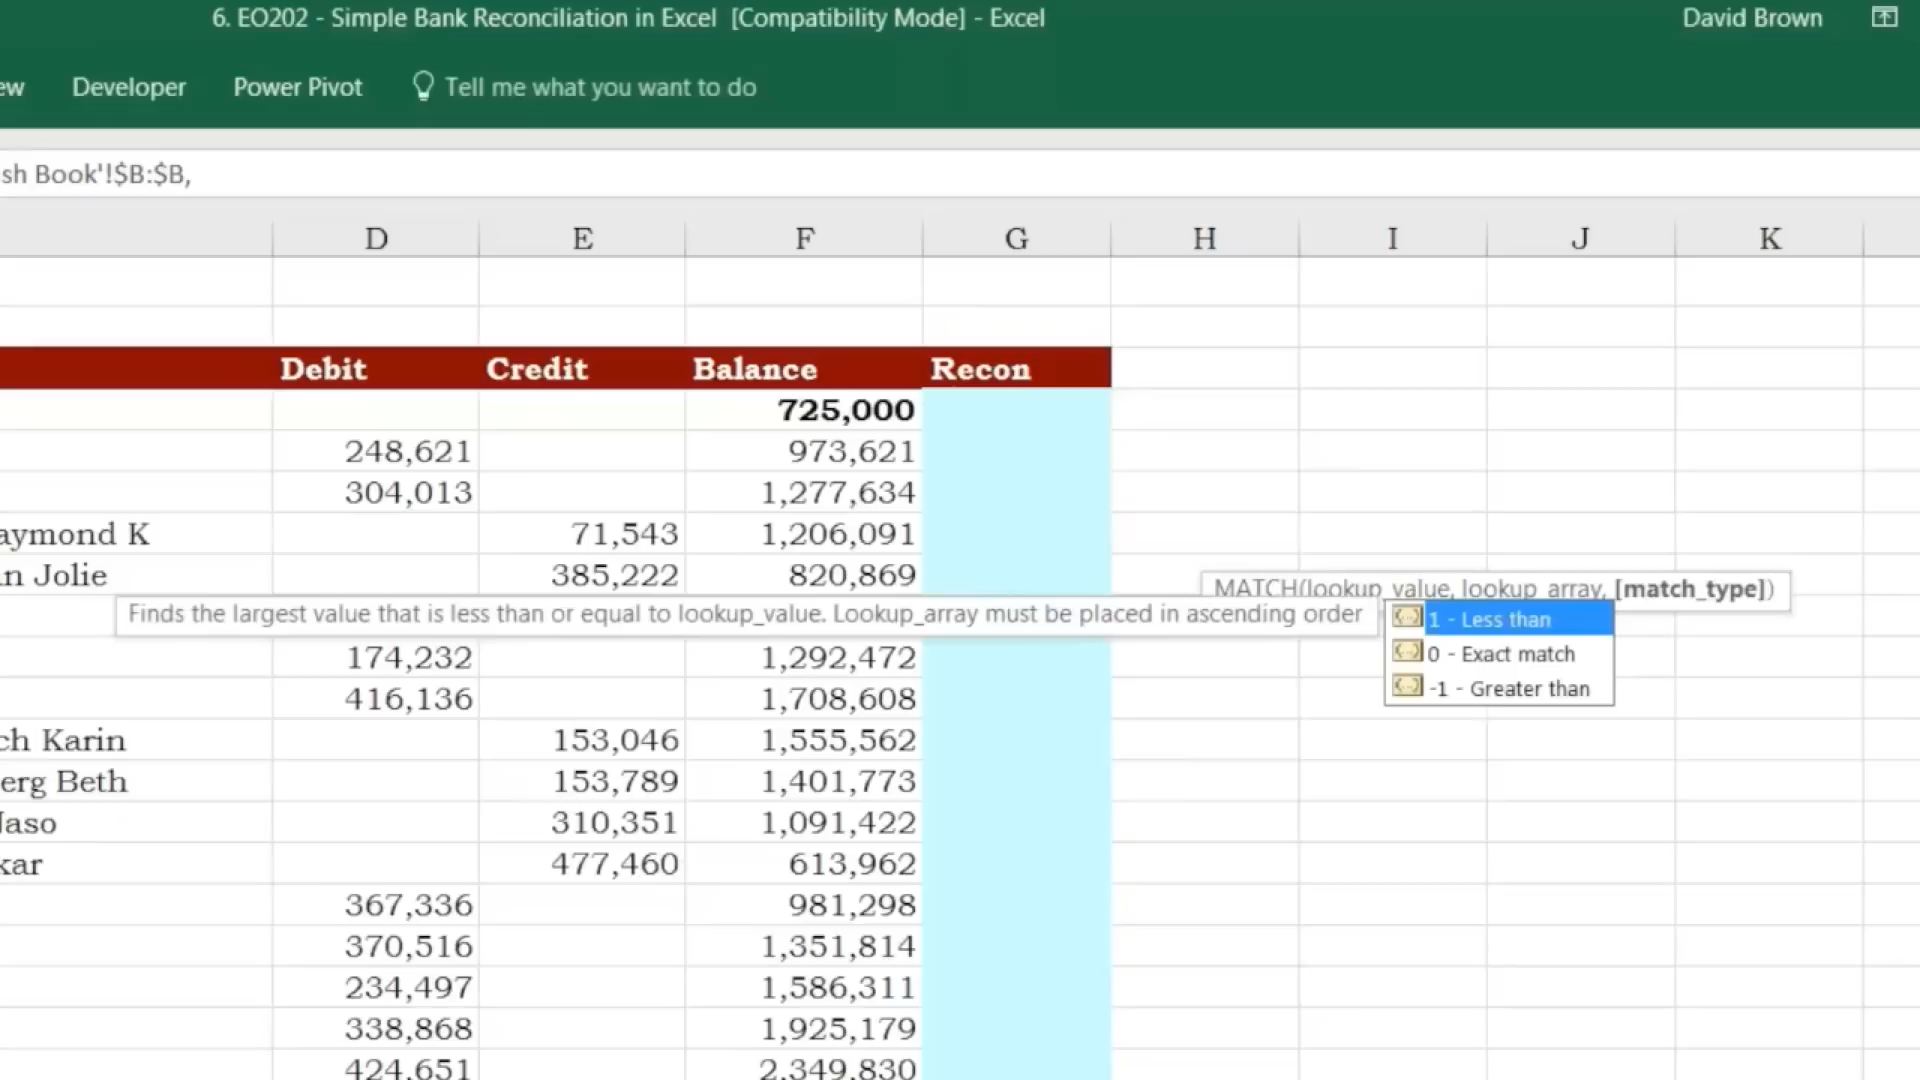 6. EO202 - Simple Bank Reconciliation in Excel [Compatibility Mode] - Excel
David Brown
ew Developer Power Pivot Tell me what you want to do
sh Book'!$B:$B,
D E F G H I J K
Debit Credit Balance Recon
725,000
248,621 973,621
304,013 1,277,634
aymond K 71,543 1,206,091
n Jolie 385,222 820,869
MATCH(lookup_value, lookup_array, [match_type])
Finds the largest value that is less than or equal to lookup_value. Lookup_array must be placed in ascending order
1 - Less than
0 - Exact match
-1 - Greater than
174,232 1,292,472
416,136 1,708,608
ch Karin 153,046 1,555,562
erg Beth 153,789 1,401,773
Jaso 310,351 1,091,422
kar 477,460 613,962
367,336 981,298
370,516 1,351,814
234,497 1,586,311
338,868 1,925,179
424,651 2,349,830